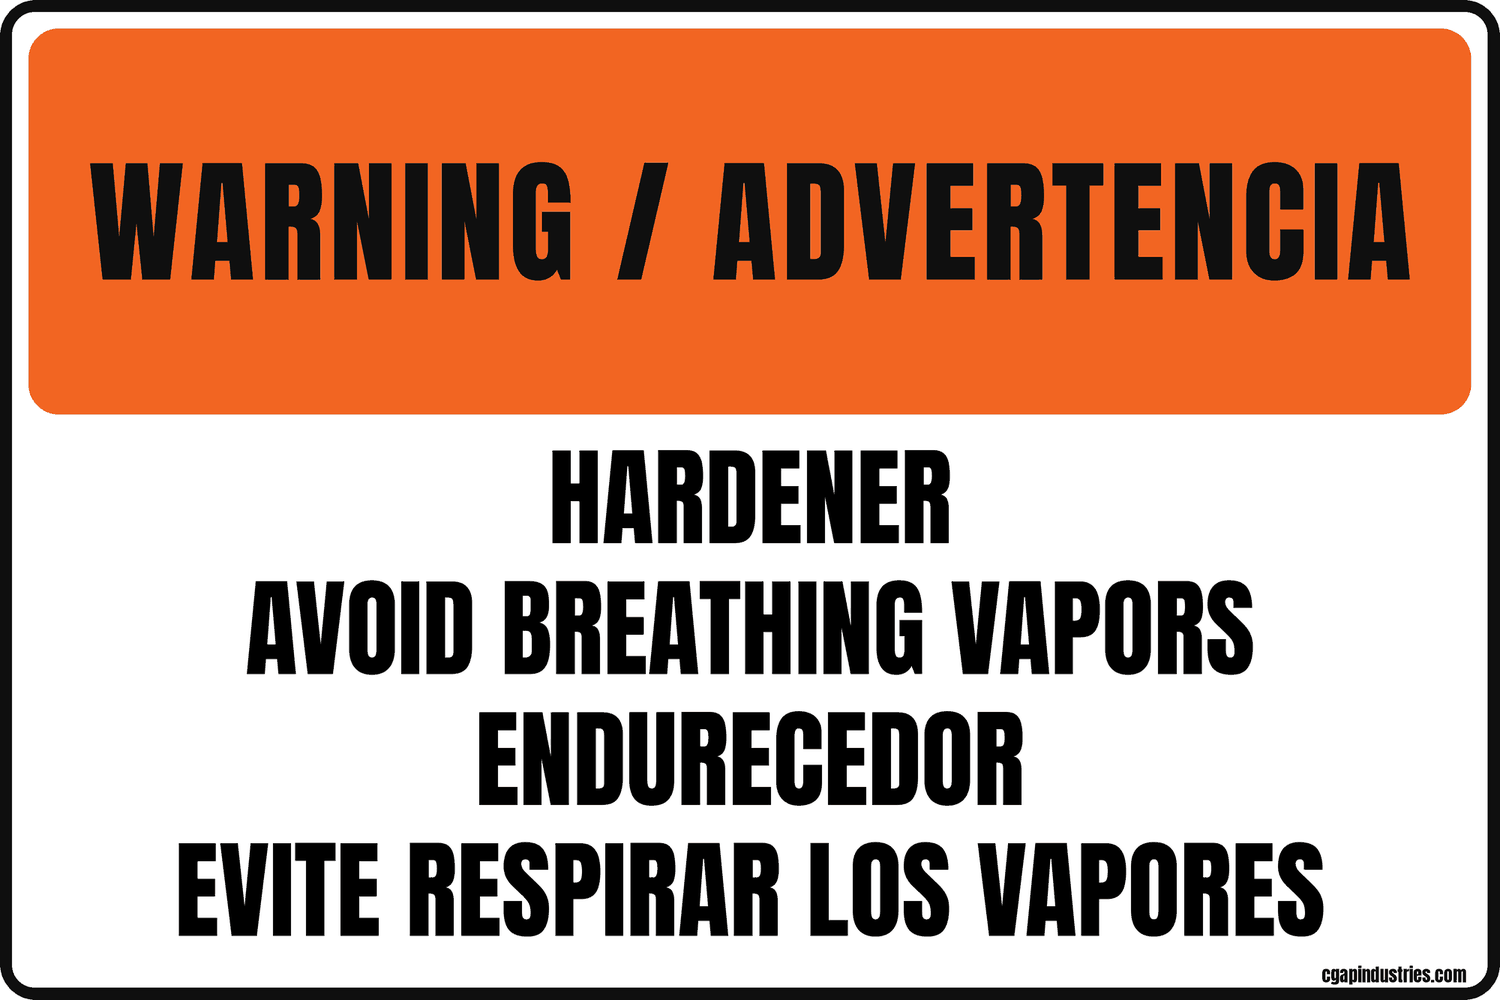 WARNING / ADVERTENCIA
HARDENER
AVOID BREATHING VAPORS
ENDURECEDOR
EVITE RESPIRAR LOS VAPORES
cgapindustries.com